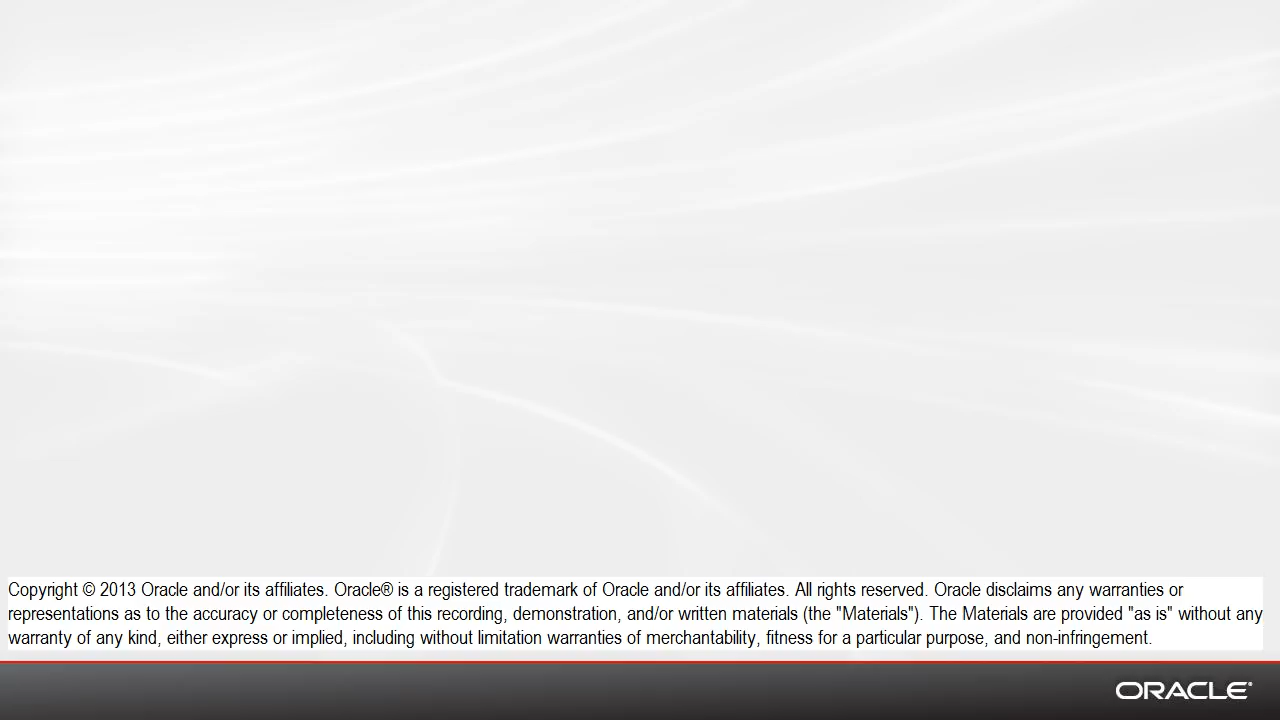 Copyright © 2013 Oracle and/or its affiliates. Oracle® is a registered trademark of Oracle and/or its affiliates. All rights reserved. Oracle disclaims any warranties or
representations as to the accuracy or completeness of this recording, demonstration, and/or written materials (the "Materials"). The Materials are provided "as is" without any
warranty of any kind, either express or implied, including without limitation warranties of merchantability, fitness for a particular purpose, and non-infringement.
ORACLE®